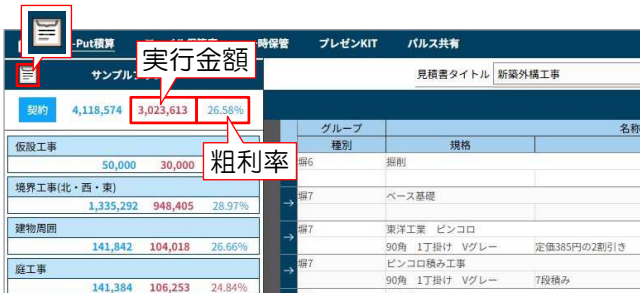 -Put積算
時保管
プレゼンKIT
パルス共有
実行金額
サンプル
見積書タイトル 新築外構工事
契約 4,118,574 3,023,613 26.58%
粗利率
グループ
名称
種別 規格
仮設工事
50,000 30,000
境界工事(北・西・東)
1,335,292 948,405 28.97%
建物周囲
141,842 104,018 26.66%
庭工事
141,384 106,253 24.84%
塀6 掘削
→ 塀7 ベース基礎
→ 塀7 東洋工業 ピンコロ
90角 1丁掛け Vグレー 定価385円の2割引き
→ 塀7 ピンコロ積み工事
90角 1丁掛け Vグレー 7段積み